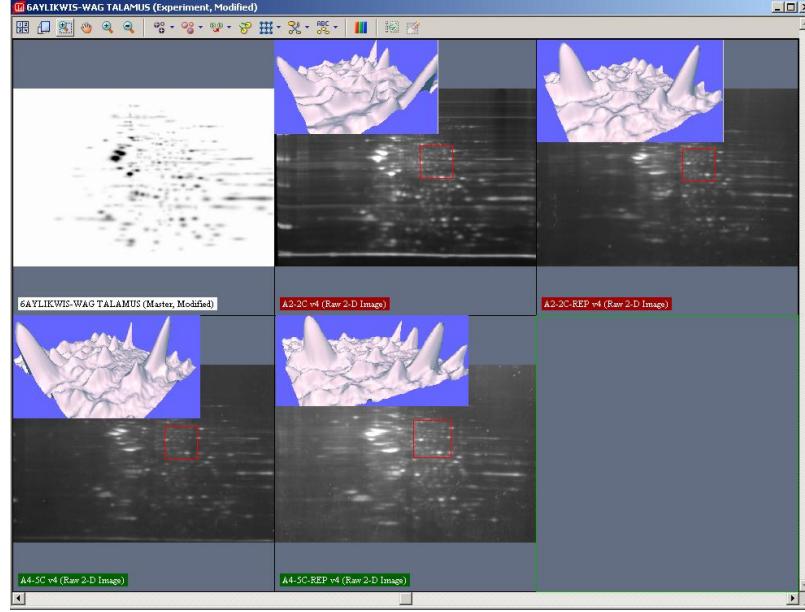 6AYLIKWIS-WAG TALAMUS (Experiment, Modified)
ABC
6AYLIKWIS-WAG TALAMUS (Master, Modified)
A2-2C v4 (Raw 2-D Image)
A2-2C-REP v4 (Raw 2-D Image)
A4-5C v4 (Raw 2-D Image)
A4-5C-REP v4 (Raw 2-D Image)